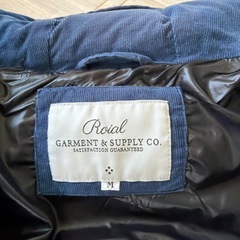 Roial
GARMENT & SUPPLY CO.
SATISFACTION GUARANTEED
M